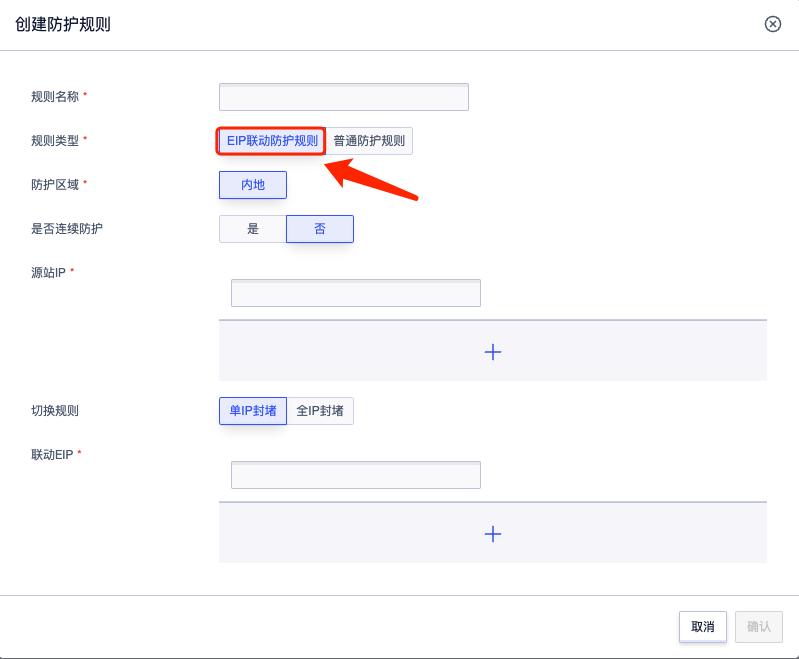 创建防护规则
规则名称 *
规则类型 * EIP联动防护规则 普通防护规则
防护区域 * 内地
是否连续防护 是 否
源站IP *
切换规则 单IP封堵 全IP封堵
联动EIP *
取消 确认